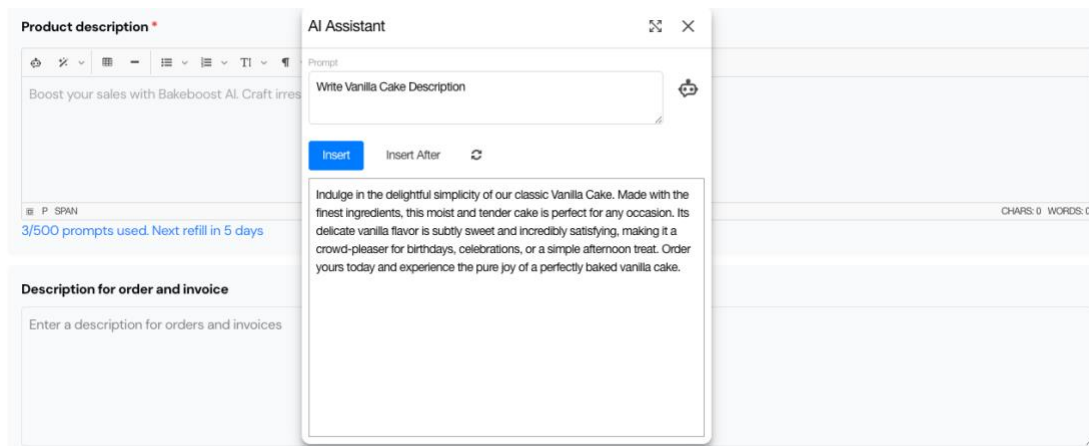 Product description *
AI Assistant
Prompt
Write Vanilla Cake Description
Boost your sales with Bakeboost AI. Craft irres
Insert
Insert After
Indulge in the delightful simplicity of our classic Vanilla Cake. Made with the
finest ingredients, this moist and tender cake is perfect for any occasion. Its
delicate vanilla flavor is subtly sweet and incredibly satisfying, making it a
crowd-pleaser for birthdays, celebrations, or a simple afternoon treat. Order
yours today and experience the pure joy of a perfectly baked vanilla cake.
P SPAN
CHARS: 0 WORDS: 0
3/500 prompts used. Next refill in 5 days
Description for order and invoice
Enter a description for orders and invoices